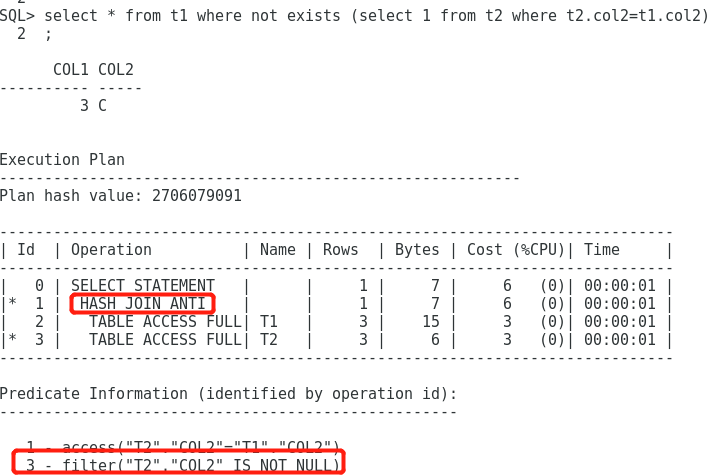 2
SQL> select * from t1 where not exists (select 1 from t2 where t2.col2=t1.col2)
  2  ;

      COL1 COL2
---------- -----
         3 C


Execution Plan
----------------------------------------------------------
Plan hash value: 2706079091

---------------------------------------------------------------------------
| Id  | Operation          | Name | Rows  | Bytes | Cost (%CPU)| Time     |
---------------------------------------------------------------------------
|   0 | SELECT STATEMENT   |      |     1 |     7 |     6   (0)| 00:00:01 |
|*  1 |  HASH JOIN ANTI    |      |     1 |     7 |     6   (0)| 00:00:01 |
|   2 |   TABLE ACCESS FULL| T1   |     3 |    15 |     3   (0)| 00:00:01 |
|*  3 |   TABLE ACCESS FULL| T2   |     3 |     6 |     3   (0)| 00:00:01 |
---------------------------------------------------------------------------

Predicate Information (identified by operation id):
---------------------------------------------------

   1 - access("T2"."COL2"="T1"."COL2")
   3 - filter("T2"."COL2" IS NOT NULL)